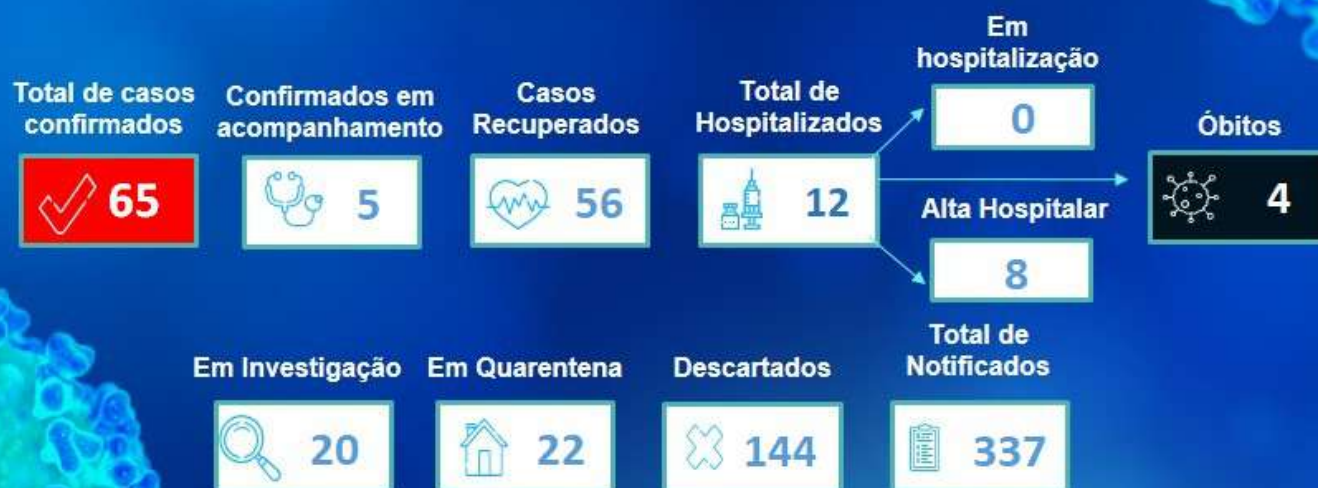 Em
hospitalização
0
Total de casos
confirmados
65
Confirmados em
acompanhamento
5
Casos
Recuperados
56
Total de
Hospitalizados
12
Óbitos
4
Alta Hospitalar
8
Em Investigação
20
Em Quarentena
22
Descartados
144
Total de
Notificados
337